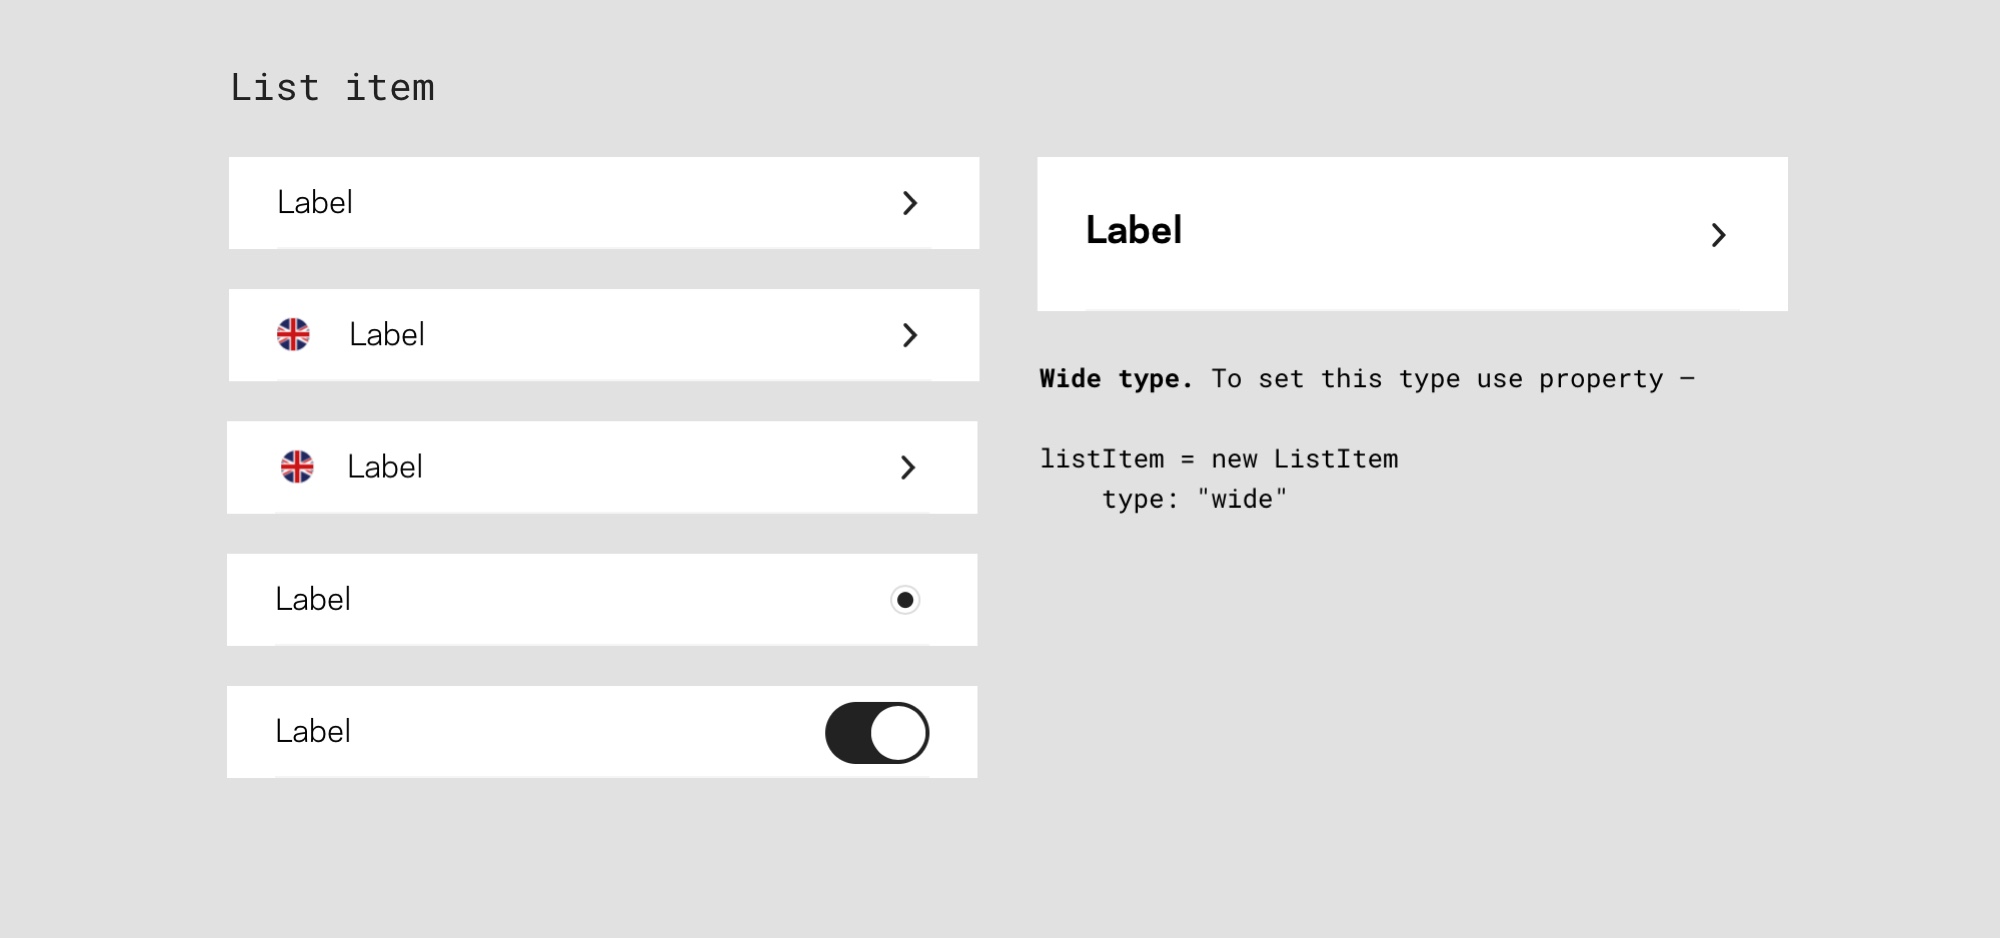 List item
Label
Label
Label
Label
Label
Label
Wide type. To set this type use property –
listItem = new ListItem
    type: "wide"